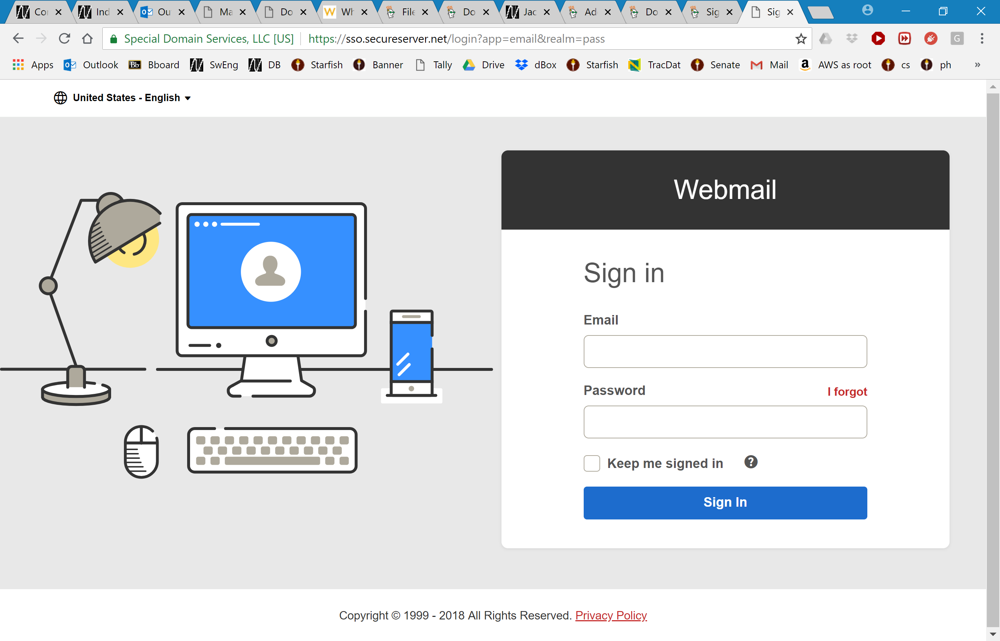 Cor Ind Ou Ma Do Wh File Do Jac Ad Do Sig Sig
Special Domain Services, LLC [US] https://sso.secureserver.net/login?app=email&realm=pass
G
Apps Outlook Bb Bboard SwEng DB Starfish Banner Tally Drive dBox Starfish TracDat Senate Mail AWS as root cs ph »
United States - English
Webmail
Sign in
Email
Password I forgot
Keep me signed in ?
Sign In
Copyright © 1999 - 2018 All Rights Reserved. Privacy Policy